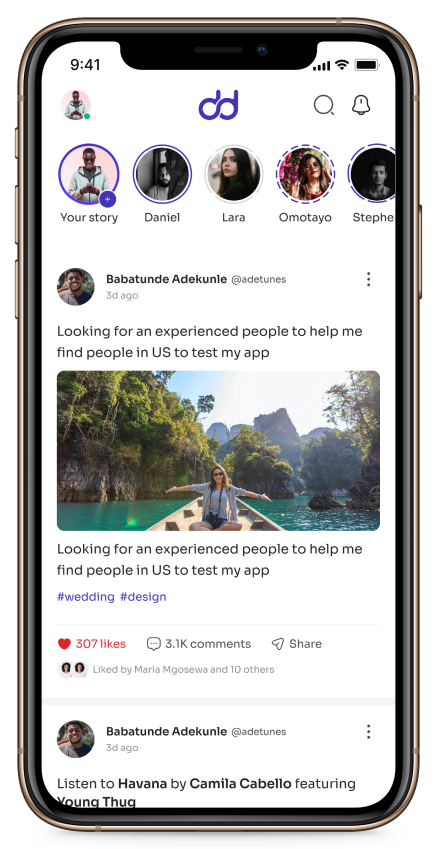 9:41
dd
Your story
Daniel
Lara
Omotayo
Stephe
Babatunde Adekunle @adetunes
3d ago
Looking for an experienced people to help me
find people in US to test my app
Looking for an experienced people to help me
find people in US to test my app
#wedding #design
307 likes
3.1K comments
Share
Liked by Maria Mgosewa and 10 others
Babatunde Adekunle @adetunes
3d ago
Listen to Havana by Camila Cabello featuring
Young Thug